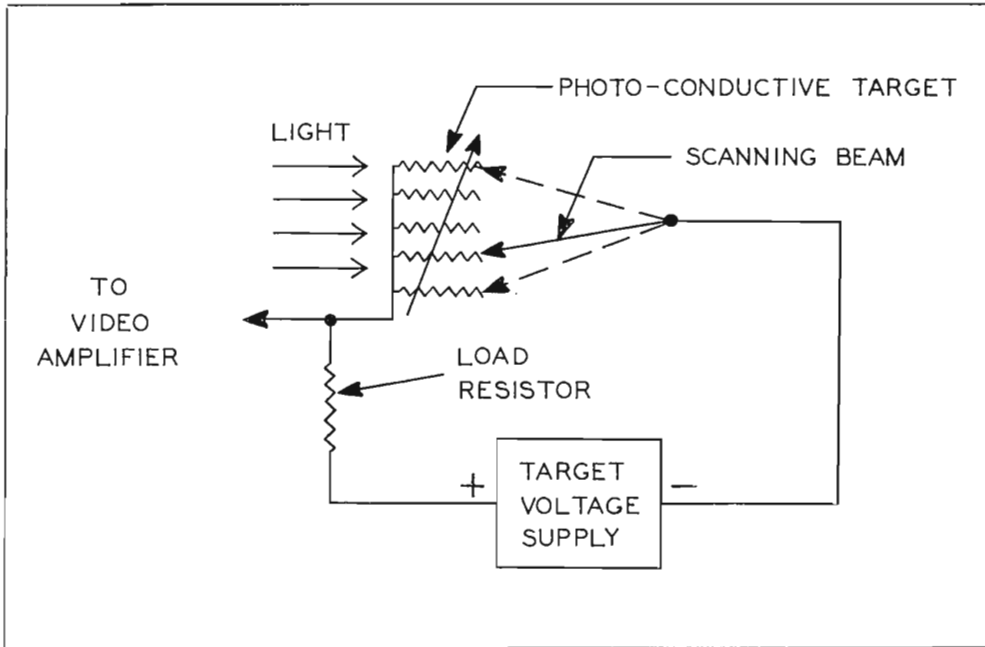 PHOTO-CONDUCTIVE TARGET
LIGHT
SCANNING BEAM
TO
VIDEO
AMPLIFIER
LOAD
RESISTOR
+
TARGET
VOLTAGE
SUPPLY
−